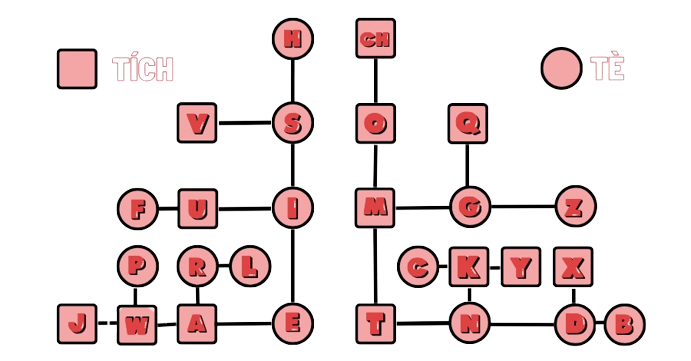 H CH
TÍCH TÈ
V S O Q
F U I M G Z
P R L C K Y X
J W A E T N D B